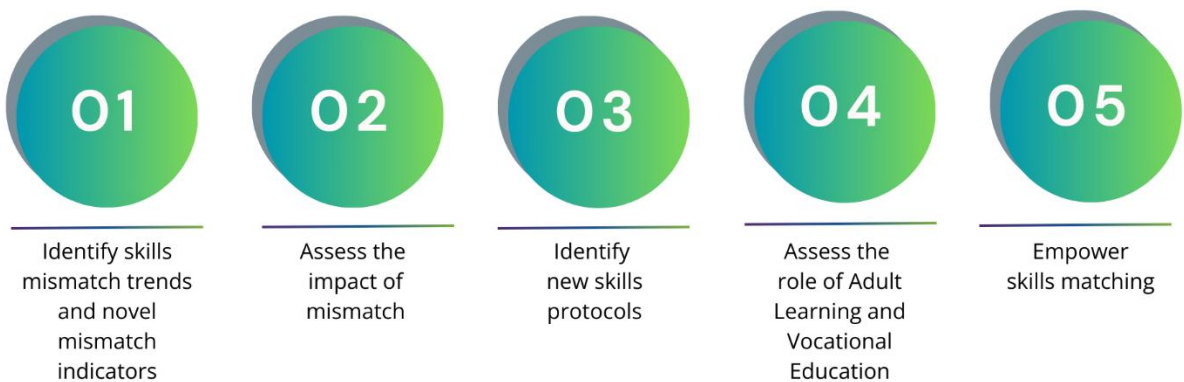 01
Identify skills
mismatch trends
and novel
mismatch
indicators
02
Assess the
impact of
mismatch
03
Identify
new skills
protocols
04
Assess the
role of Adult
Learning and
Vocational
Education
05
Empower
skills matching